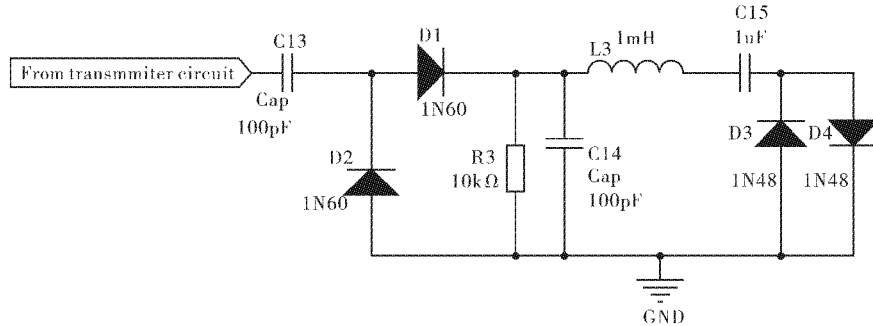 C13
D1
L3
1mH
C15
1uF
From transmmiter circuit
Cap
100pF
1N60
D2
1N60
R3
10kΩ
C14
Cap
100pF
D3
D4
1N48
1N48
GND